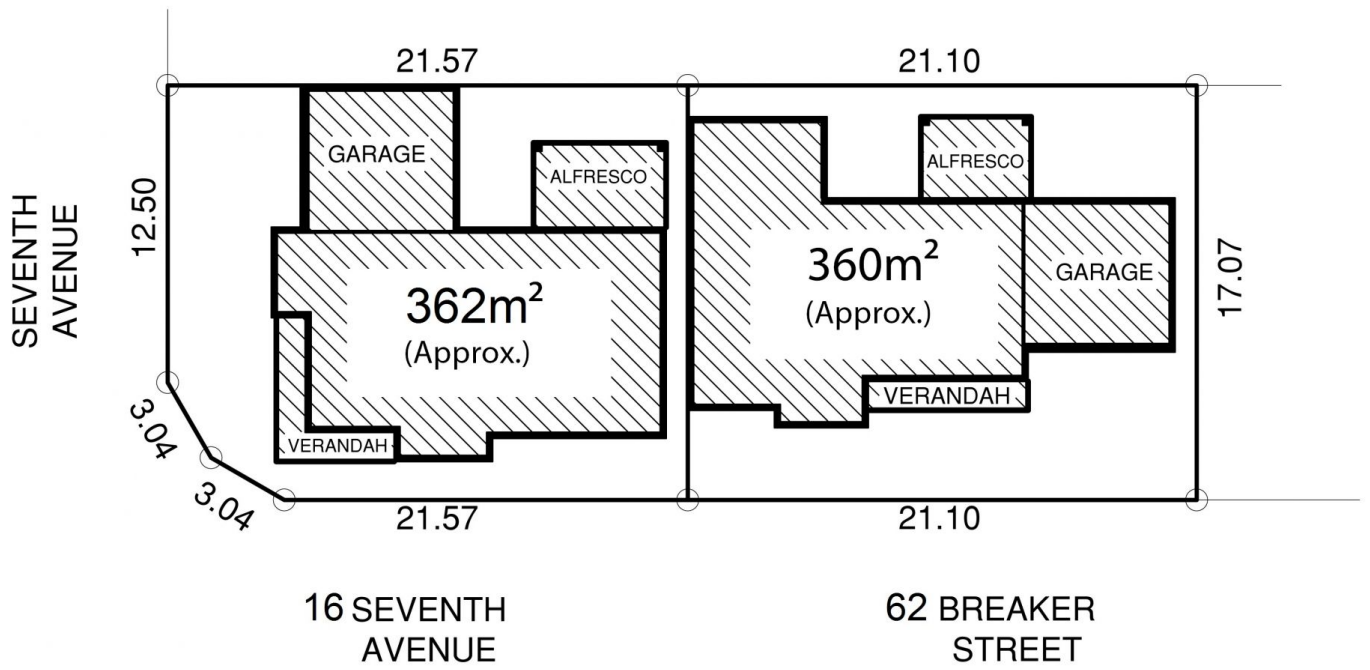 21.57
21.10
GARAGE
ALFRESCO
ALFRESCO
SEVENTH
AVENUE
12.50
362m²
(Approx.)
360m²
(Approx.)
GARAGE
17.07
VERANDAH
VERANDAH
3.04
3.04
21.57
21.10
16 SEVENTH
AVENUE
62 BREAKER
STREET